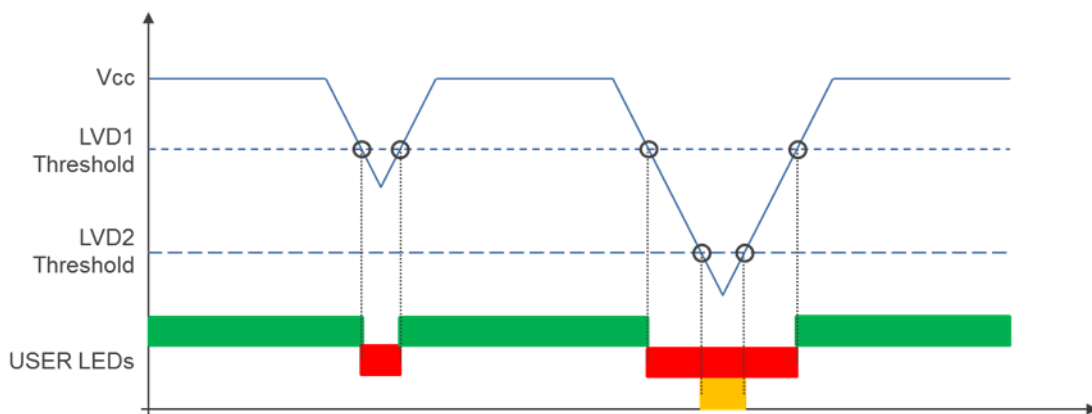 Vcc
LVD1
Threshold
LVD2
Threshold
USER LEDs